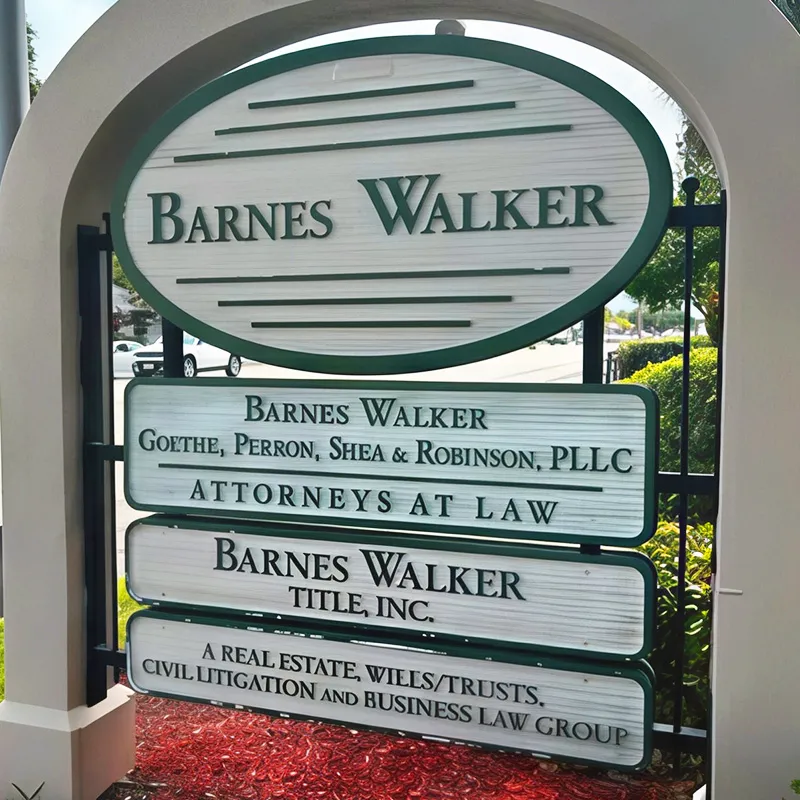 BARNES WALKER
BARNES WALKER
GOETHE, PERRON, SHEA & ROBINSON, PLLC
ATTORNEYS AT LAW
BARNES WALKER
TITLE, INC.
A REAL ESTATE, WILLS/TRUSTS,
CIVIL LITIGATION AND BUSINESS LAW GROUP